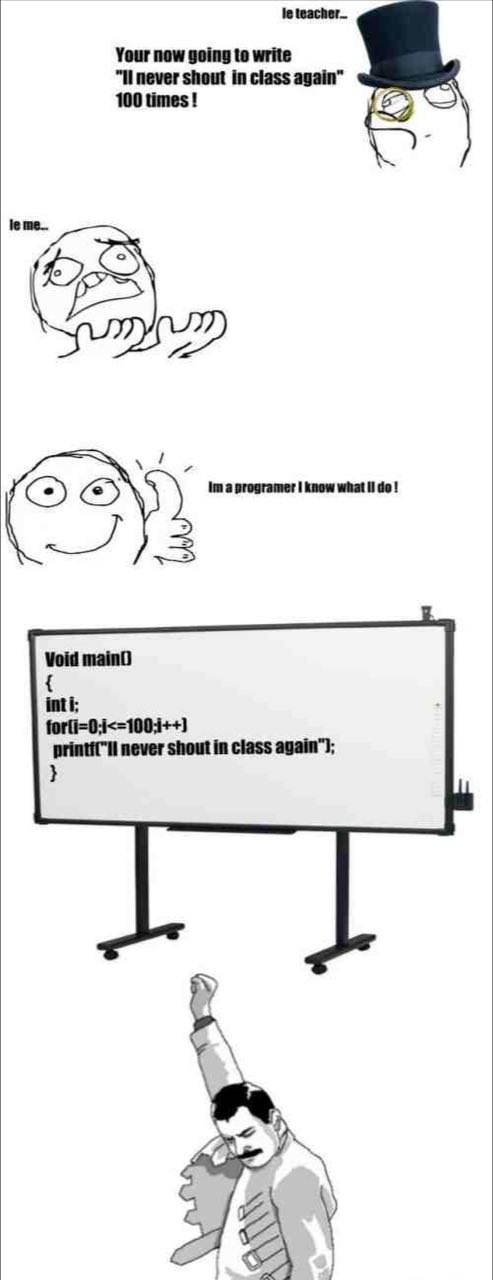 le teacher...
Your now going to write
"Il never shout in class again"
100 times !
le me...
Im a programer I know what Il do !
Void main()
{
int i;
for(i=0;i<=100;i++)
printf("Il never shout in class again");
}